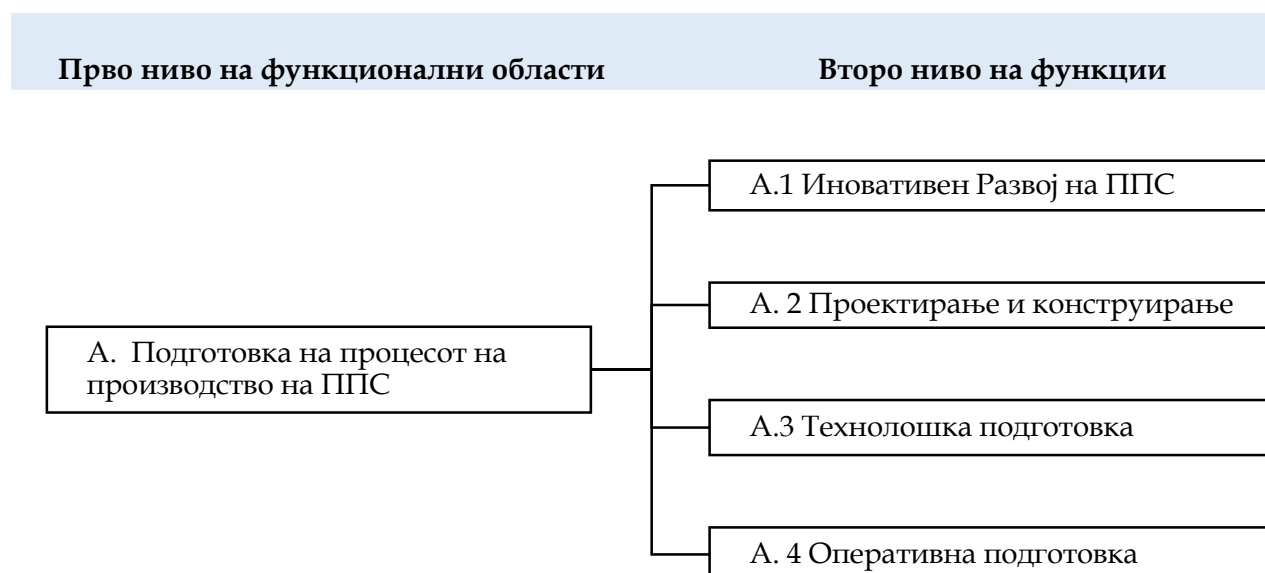 Прво ниво на функционални области
Второ ниво на функции
А.1 Иновативен Развој на ППС
А. 2 Проектирање и конструирање
А. Подготовка на процесот на
производство на ППС
А.3 Технолошка подготовка
А. 4 Оперативна подготовка